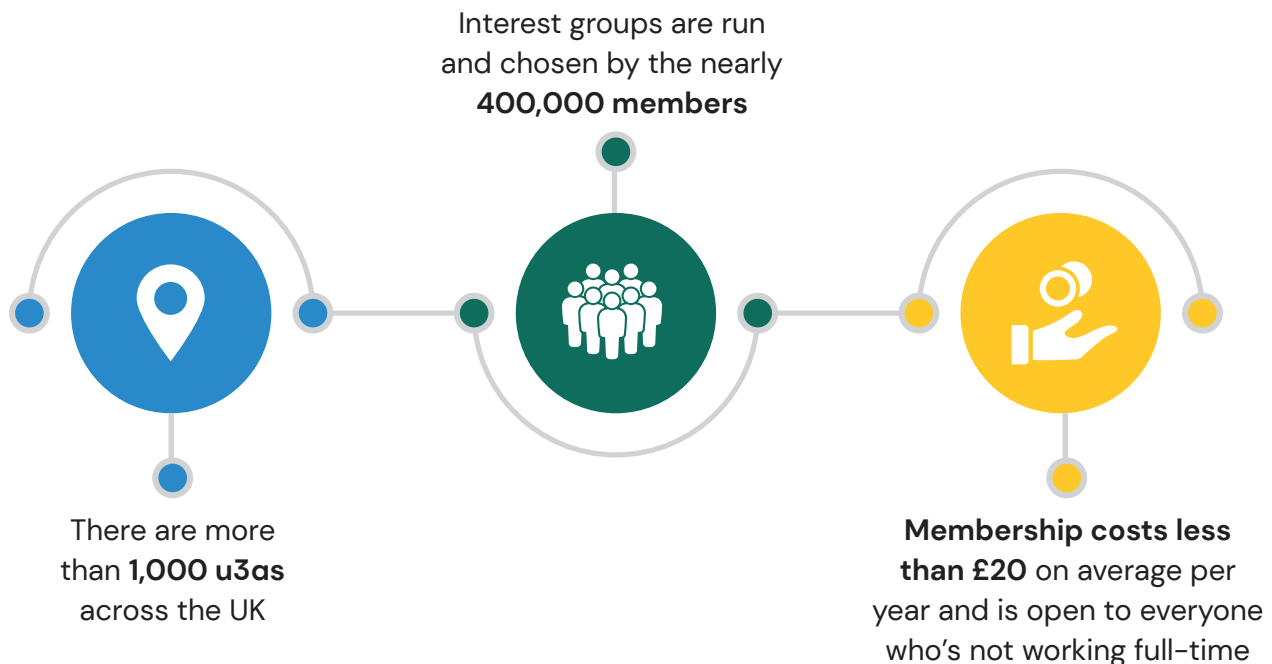 Interest groups are run
and chosen by the nearly
400,000 members
There are more
than 1,000 u3as
across the UK
Membership costs less
than £20 on average per
year and is open to everyone
who's not working full-time